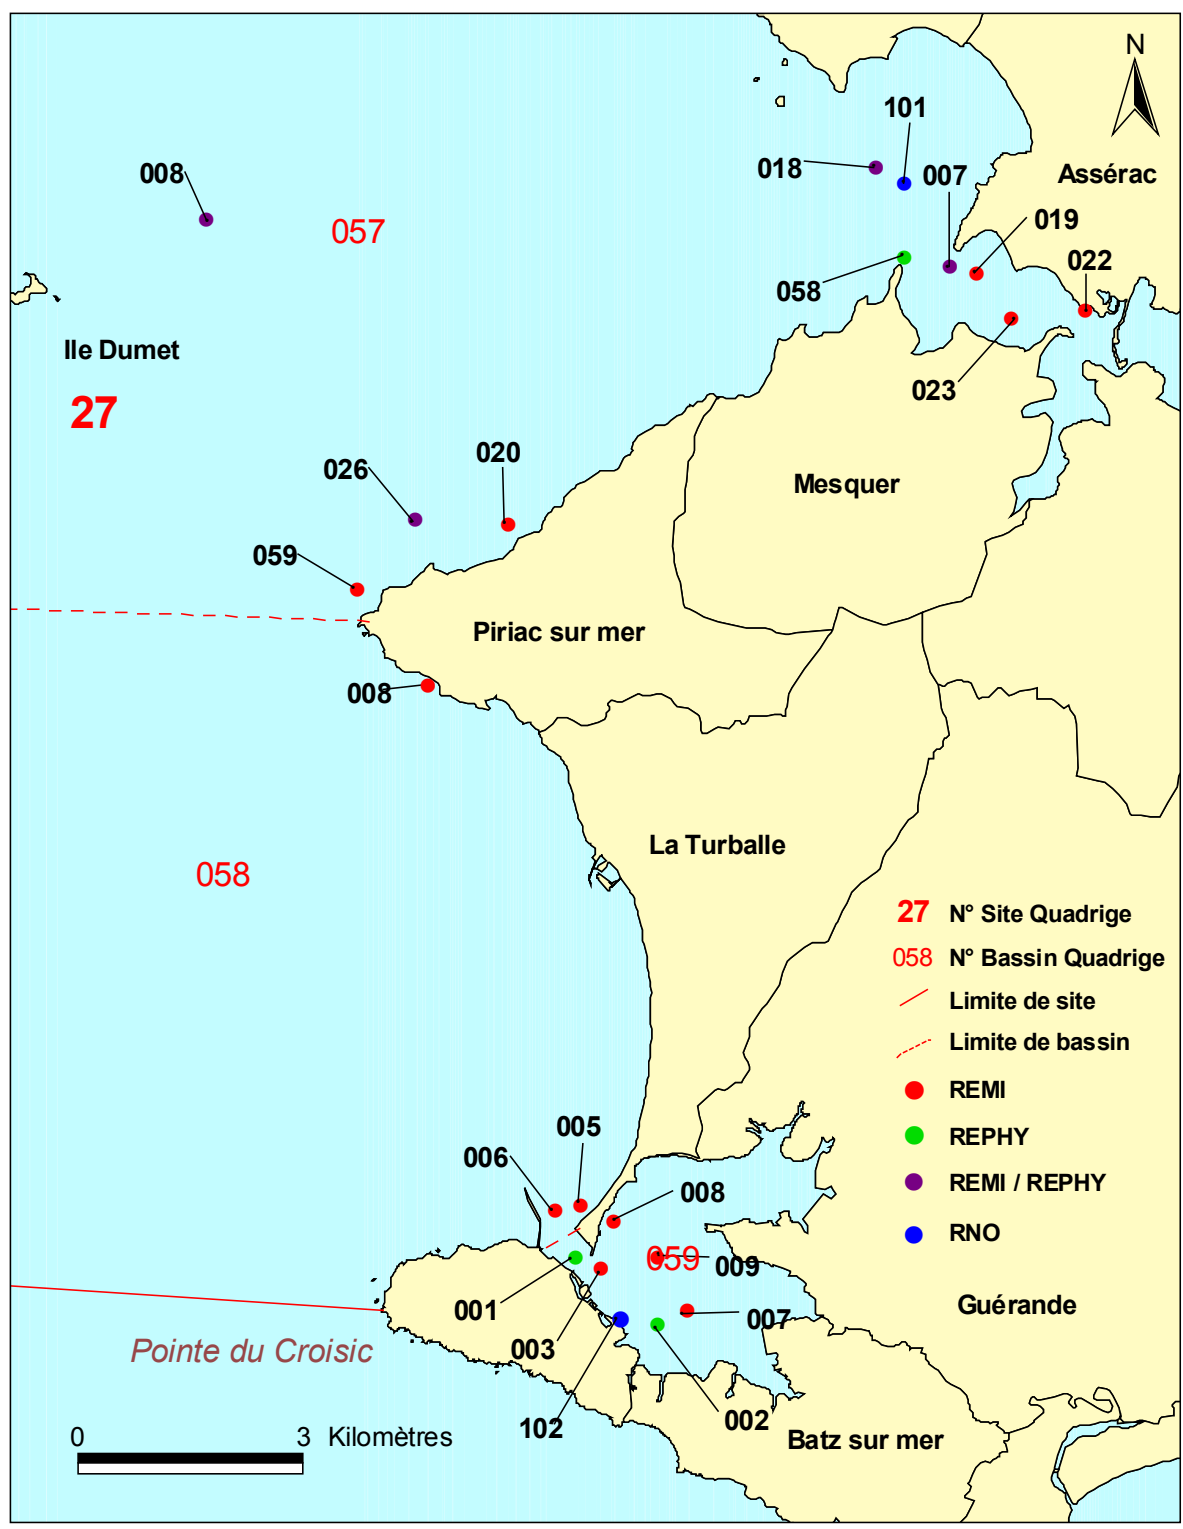 N
101
018
007
008
Assérac
019
057
022
058
Ile Dumet
023
27
020
026
Mesquer
059
Piriac sur mer
008
La Turballe
058
27 N° Site Quadrige
058 N° Bassin Quadrige
Limite de site
Limite de bassin
REMI
REPHY
REMI / REPHY
RNO
005
006
008
059
009
001
007
Guérande
003
Pointe du Croisic
002
102
Batz sur mer
0 3 Kilomètres